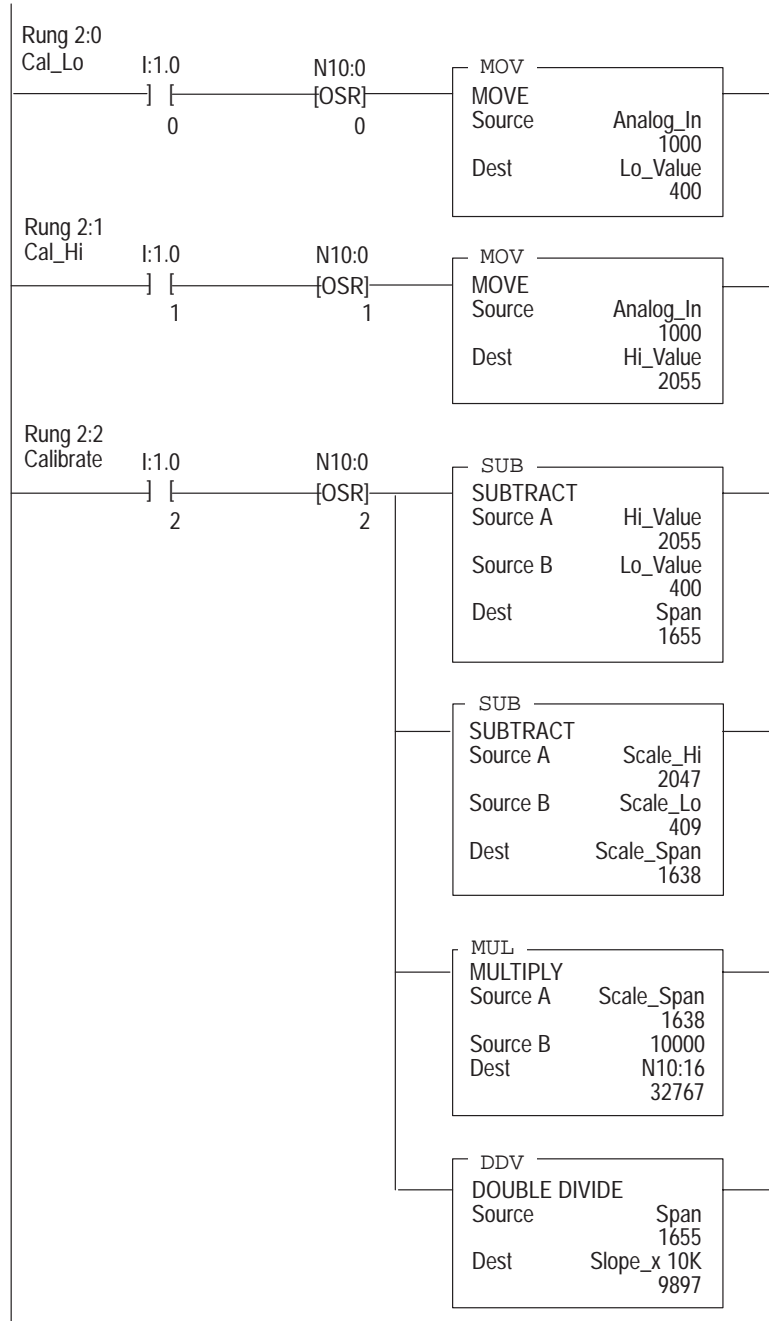 Rung 2:0
Cal_Lo I:1.0 N10:0 MOV
] [ [OSR] MOVE
0 0 Source Analog_In
1000
Dest Lo_Value
400
Rung 2:1
Cal_Hi I:1.0 N10:0 MOV
] [ [OSR] MOVE
1 1 Source Analog_In
1000
Dest Hi_Value
2055
Rung 2:2
Calibrate I:1.0 N10:0 SUB
] [ [OSR] SUBTRACT
2 2 Source A Hi_Value
2055
Source B Lo_Value
400
Dest Span
1655
SUB
SUBTRACT
Source A Scale_Hi
2047
Source B Scale_Lo
409
Dest Scale_Span
1638
MUL
MULTIPLY
Source A Scale_Span
1638
Source B 10000
Dest N10:16
32767
DDV
DOUBLE DIVIDE
Source Span
1655
Dest Slope_x 10K
9897